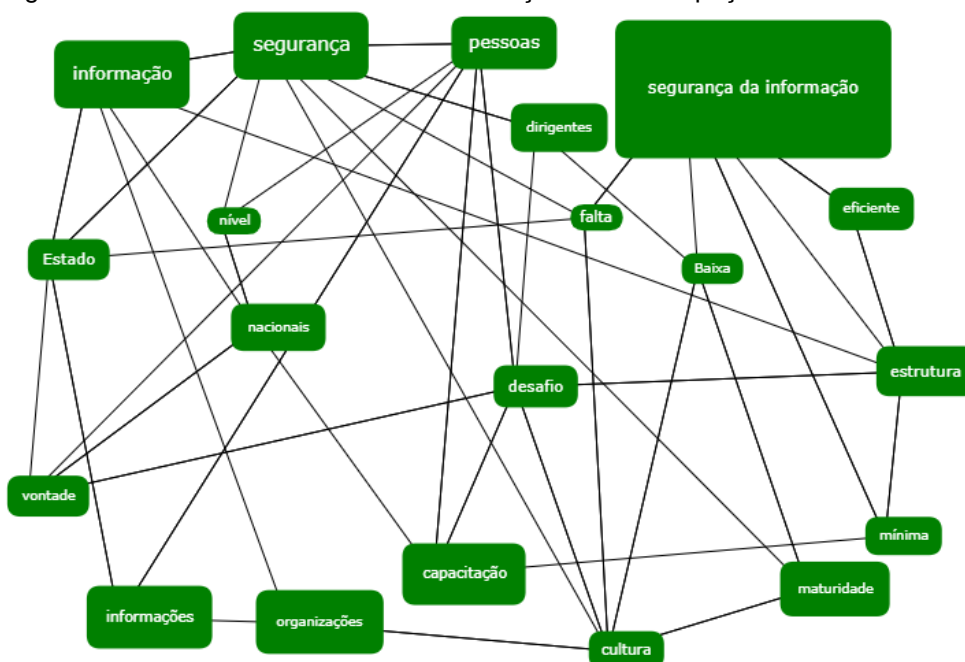 segurança
pessoas
informação
segurança da informação
dirigentes
eficiente
nível
falta
Estado
Baixa
nacionais
estrutura
desafio
vontade
mínima
capacitação
maturidade
informações
organizações
cultura